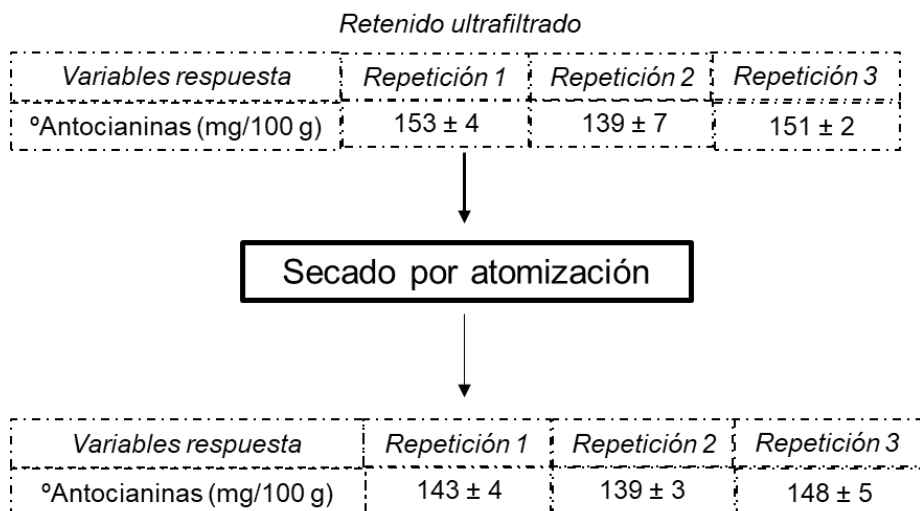 Retenido ultrafiltrado
Variables respuesta Repetición 1 Repetición 2 Repetición 3
ºAntocianinas (mg/100 g) 153 ± 4 139 ± 7 151 ± 2
Secado por atomización
Variables respuesta Repetición 1 Repetición 2 Repetición 3
ºAntocianinas (mg/100 g) 143 ± 4 139 ± 3 148 ± 5